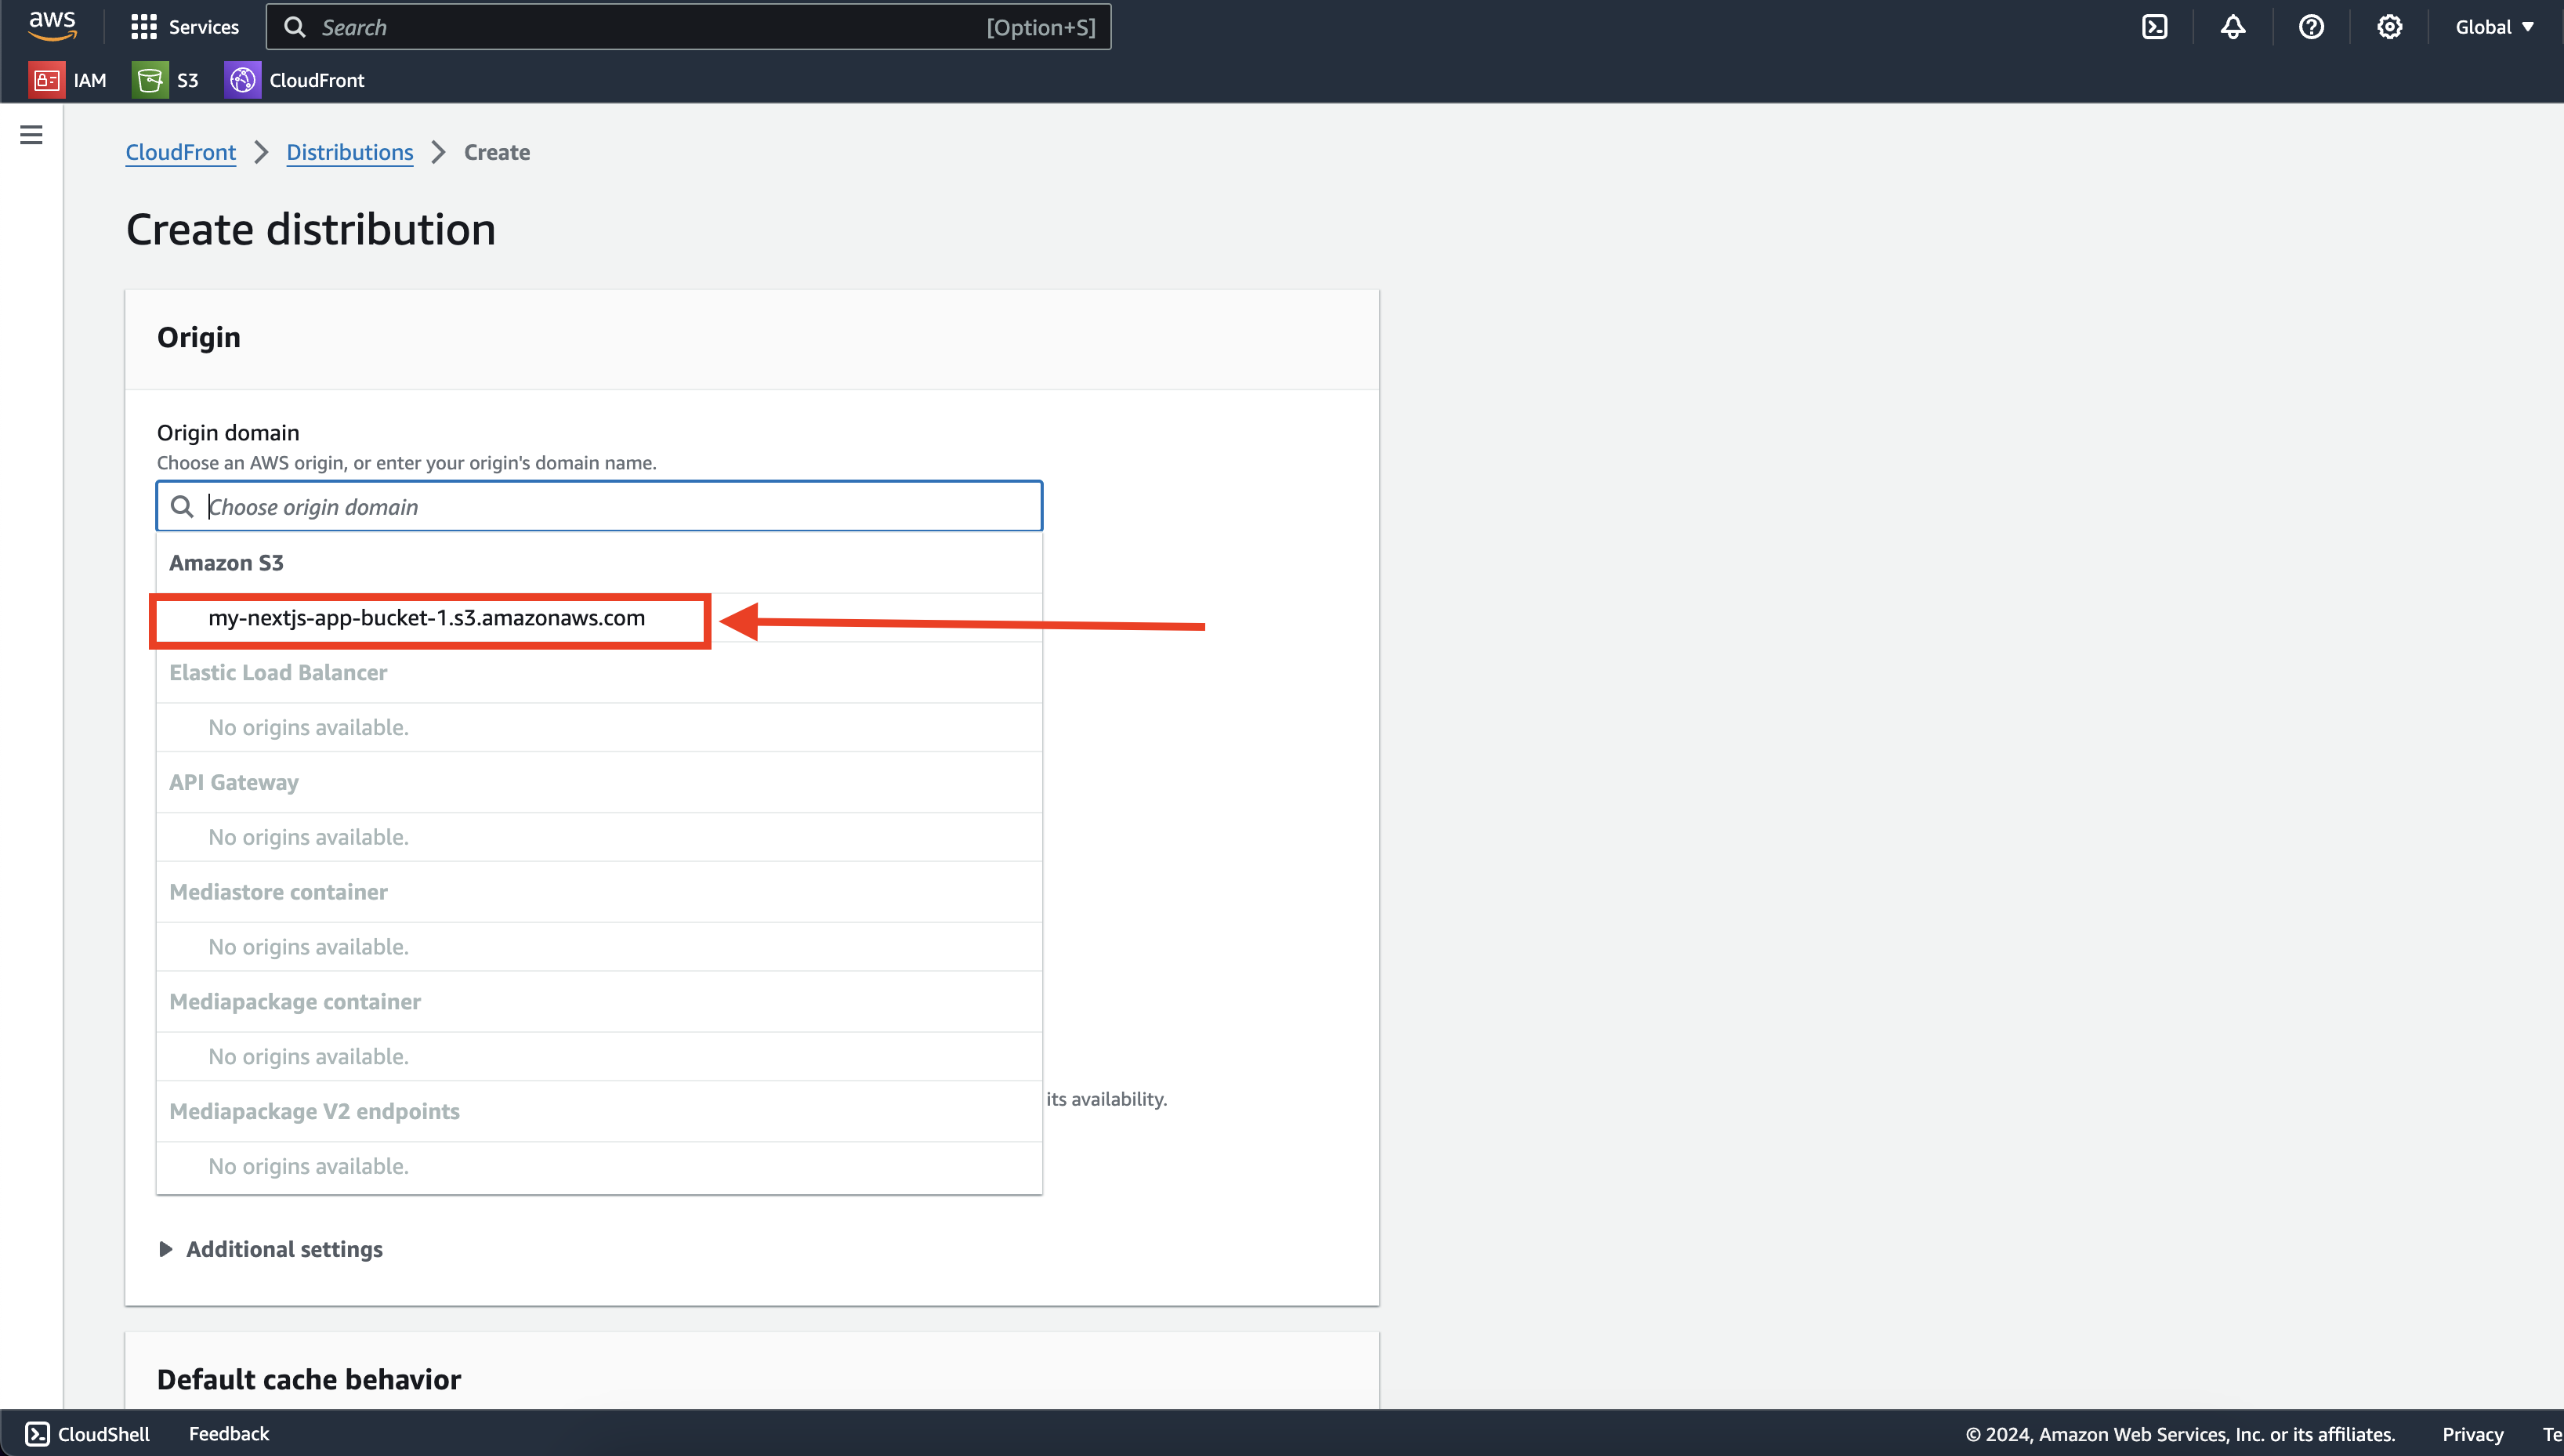 aws
Services
Search
[Option+S]
Global
IAM
S3
CloudFront
CloudFront
Distributions
Create
Create distribution
Origin
Origin domain
Choose an AWS origin, or enter your origin's domain name.
Choose origin domain
Amazon S3
my-nextjs-app-bucket-1.s3.amazonaws.com
Elastic Load Balancer
No origins available.
API Gateway
No origins available.
Mediastore container
No origins available.
Mediapackage container
No origins available.
its availability.
Mediapackage V2 endpoints
No origins available.
Additional settings
Default cache behavior
CloudShell
Feedback
© 2024, Amazon Web Services, Inc. or its affiliates.
Privacy
Te